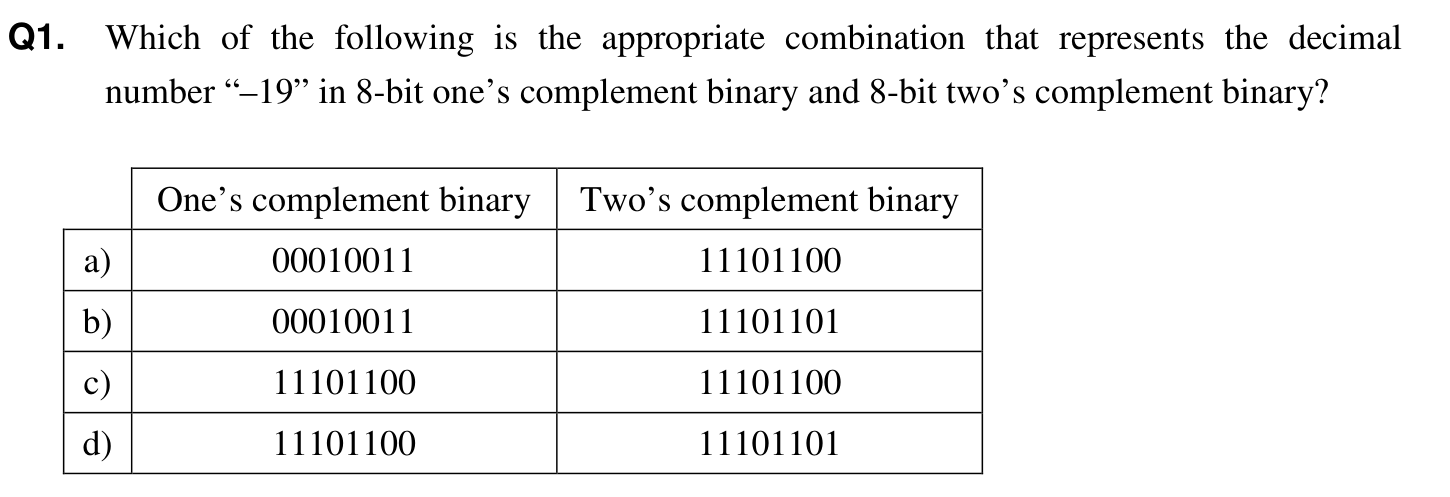 Q1. Which of the following is the appropriate combination that represents the decimal
number “–19” in 8-bit one’s complement binary and 8-bit two’s complement binary?
One’s complement binary Two’s complement binary
a) 00010011 11101100
b) 00010011 11101101
c) 11101100 11101100
d) 11101100 11101101